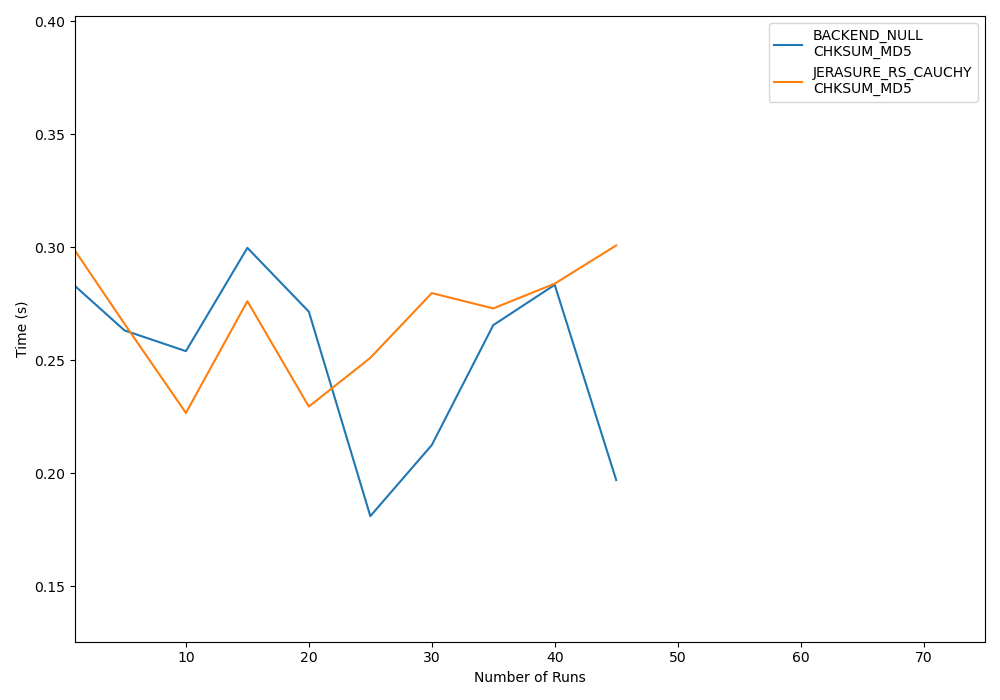 0.40
0.35
0.30
0.25
0.20
0.15
Time (s)
10 20 30 40 50 60 70
Number of Runs
BACKEND_NULL
CHKSUM_MD5
JERASURE_RS_CAUCHY
CHKSUM_MD5